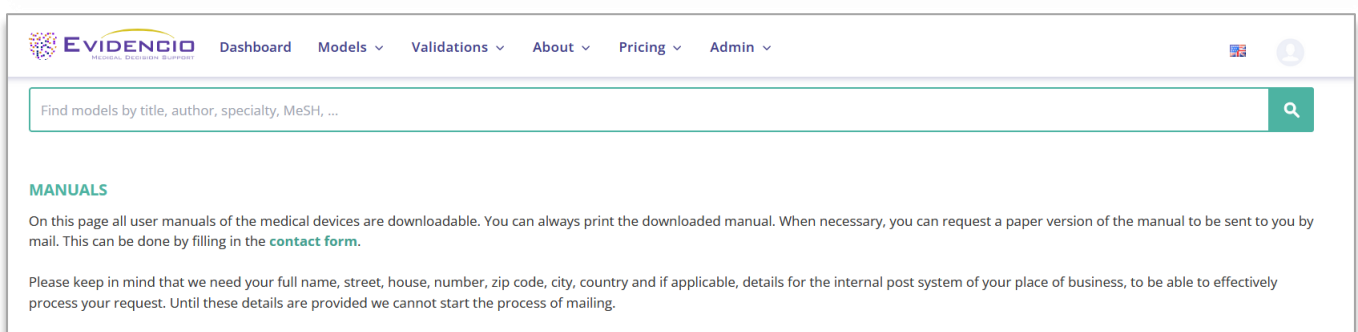 EVIDENCIO
MEDICAL DECISION SUPPORT
Dashboard Models Validations About Pricing Admin
Find models by title, author, specialty, MeSH, ...
MANUALS
On this page all user manuals of the medical devices are downloadable. You can always print the downloaded manual. When necessary, you can request a paper version of the manual to be sent to you by
mail. This can be done by filling in the contact form.
Please keep in mind that we need your full name, street, house, number, zip code, city, country and if applicable, details for the internal post system of your place of business, to be able to effectively
process your request. Until these details are provided we cannot start the process of mailing.